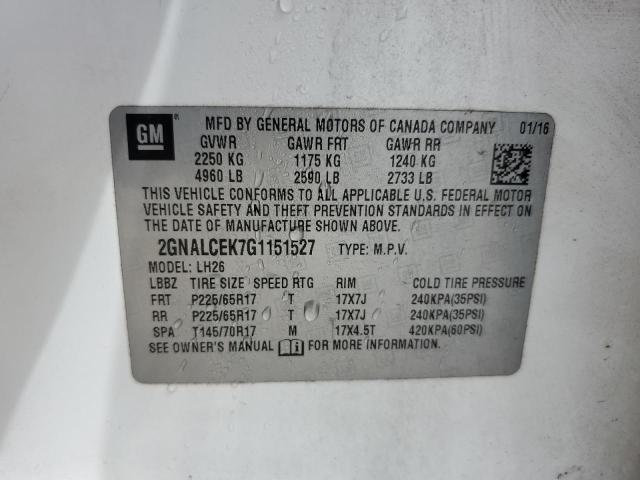 GM ®
MFD BY GENERAL MOTORS OF CANADA COMPANY 01/16
GVWR GAWR FRT GAWR RR
2250 KG 1175 KG 1240 KG
4960 LB 2590 LB 2733 LB
THIS VEHICLE CONFORMS TO ALL APPLICABLE U.S. FEDERAL MOTOR
VEHICLE SAFETY AND THEFT PREVENTION STANDARDS IN EFFECT ON
THE DATE OF MANUFACTURE SHOWN ABOVE.
2GNALCEK7G1151527 TYPE: M.P.V.
MODEL: LH26
LBBZ TIRE SIZE SPEED RTG RIM COLD TIRE PRESSURE
FRT P225/65R17 T 17X7J 240KPA(35PSI)
RR P225/65R17 T 17X7J 240KPA(35PSI)
SPA T145/70R17 M 17X4.5T 420KPA(60PSI)
SEE OWNER'S MANUAL FOR MORE INFORMATION.